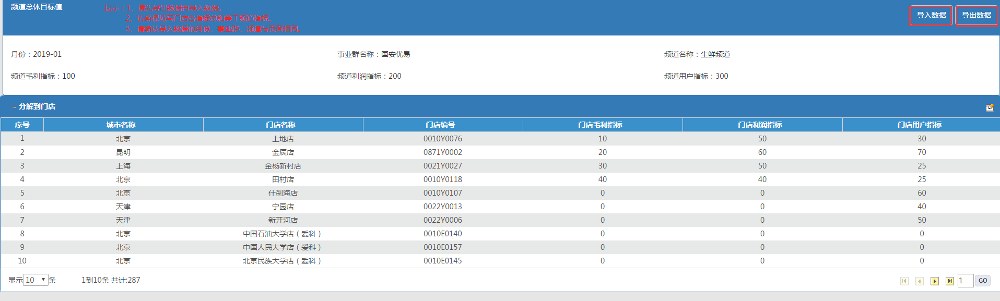 频道总体目标值
提示：1、请先导出数据再导入数据。
2、请确保填写门店各指标总和等于频道指标。
3、请确认导入数据的月份、事业群、频道与页面相同。
导入数据 导出数据
月份：2019-01 事业群名称：国安优易 频道名称：生鲜频道
频道毛利指标：100 频道利润指标：200 频道用户指标：300
分解到门店
序号 城市名称 门店名称 门店编号 门店毛利指标 门店利润指标 门店用户指标
1 北京 上地店 0010Y0076 10 50 30
2 昆明 金辰店 0871Y0002 20 60 70
3 上海 金杨新村店 0021Y0027 30 50 25
4 北京 田村店 0010Y0118 40 40 25
5 北京 什刹海店 0010Y0107 0 0 60
6 天津 宁园店 0022Y0013 0 0 40
7 天津 新开河店 0022Y0006 0 0 50
8 北京 中国石油大学店（爱科） 0010E0140 0 0 0
9 北京 中国人民大学店（爱科） 0010E0157 0 0 0
10 北京 北京民族大学店（爱科） 0010E0145 0 0 0
显示 10 条 1到10条 共计:287 1 GO